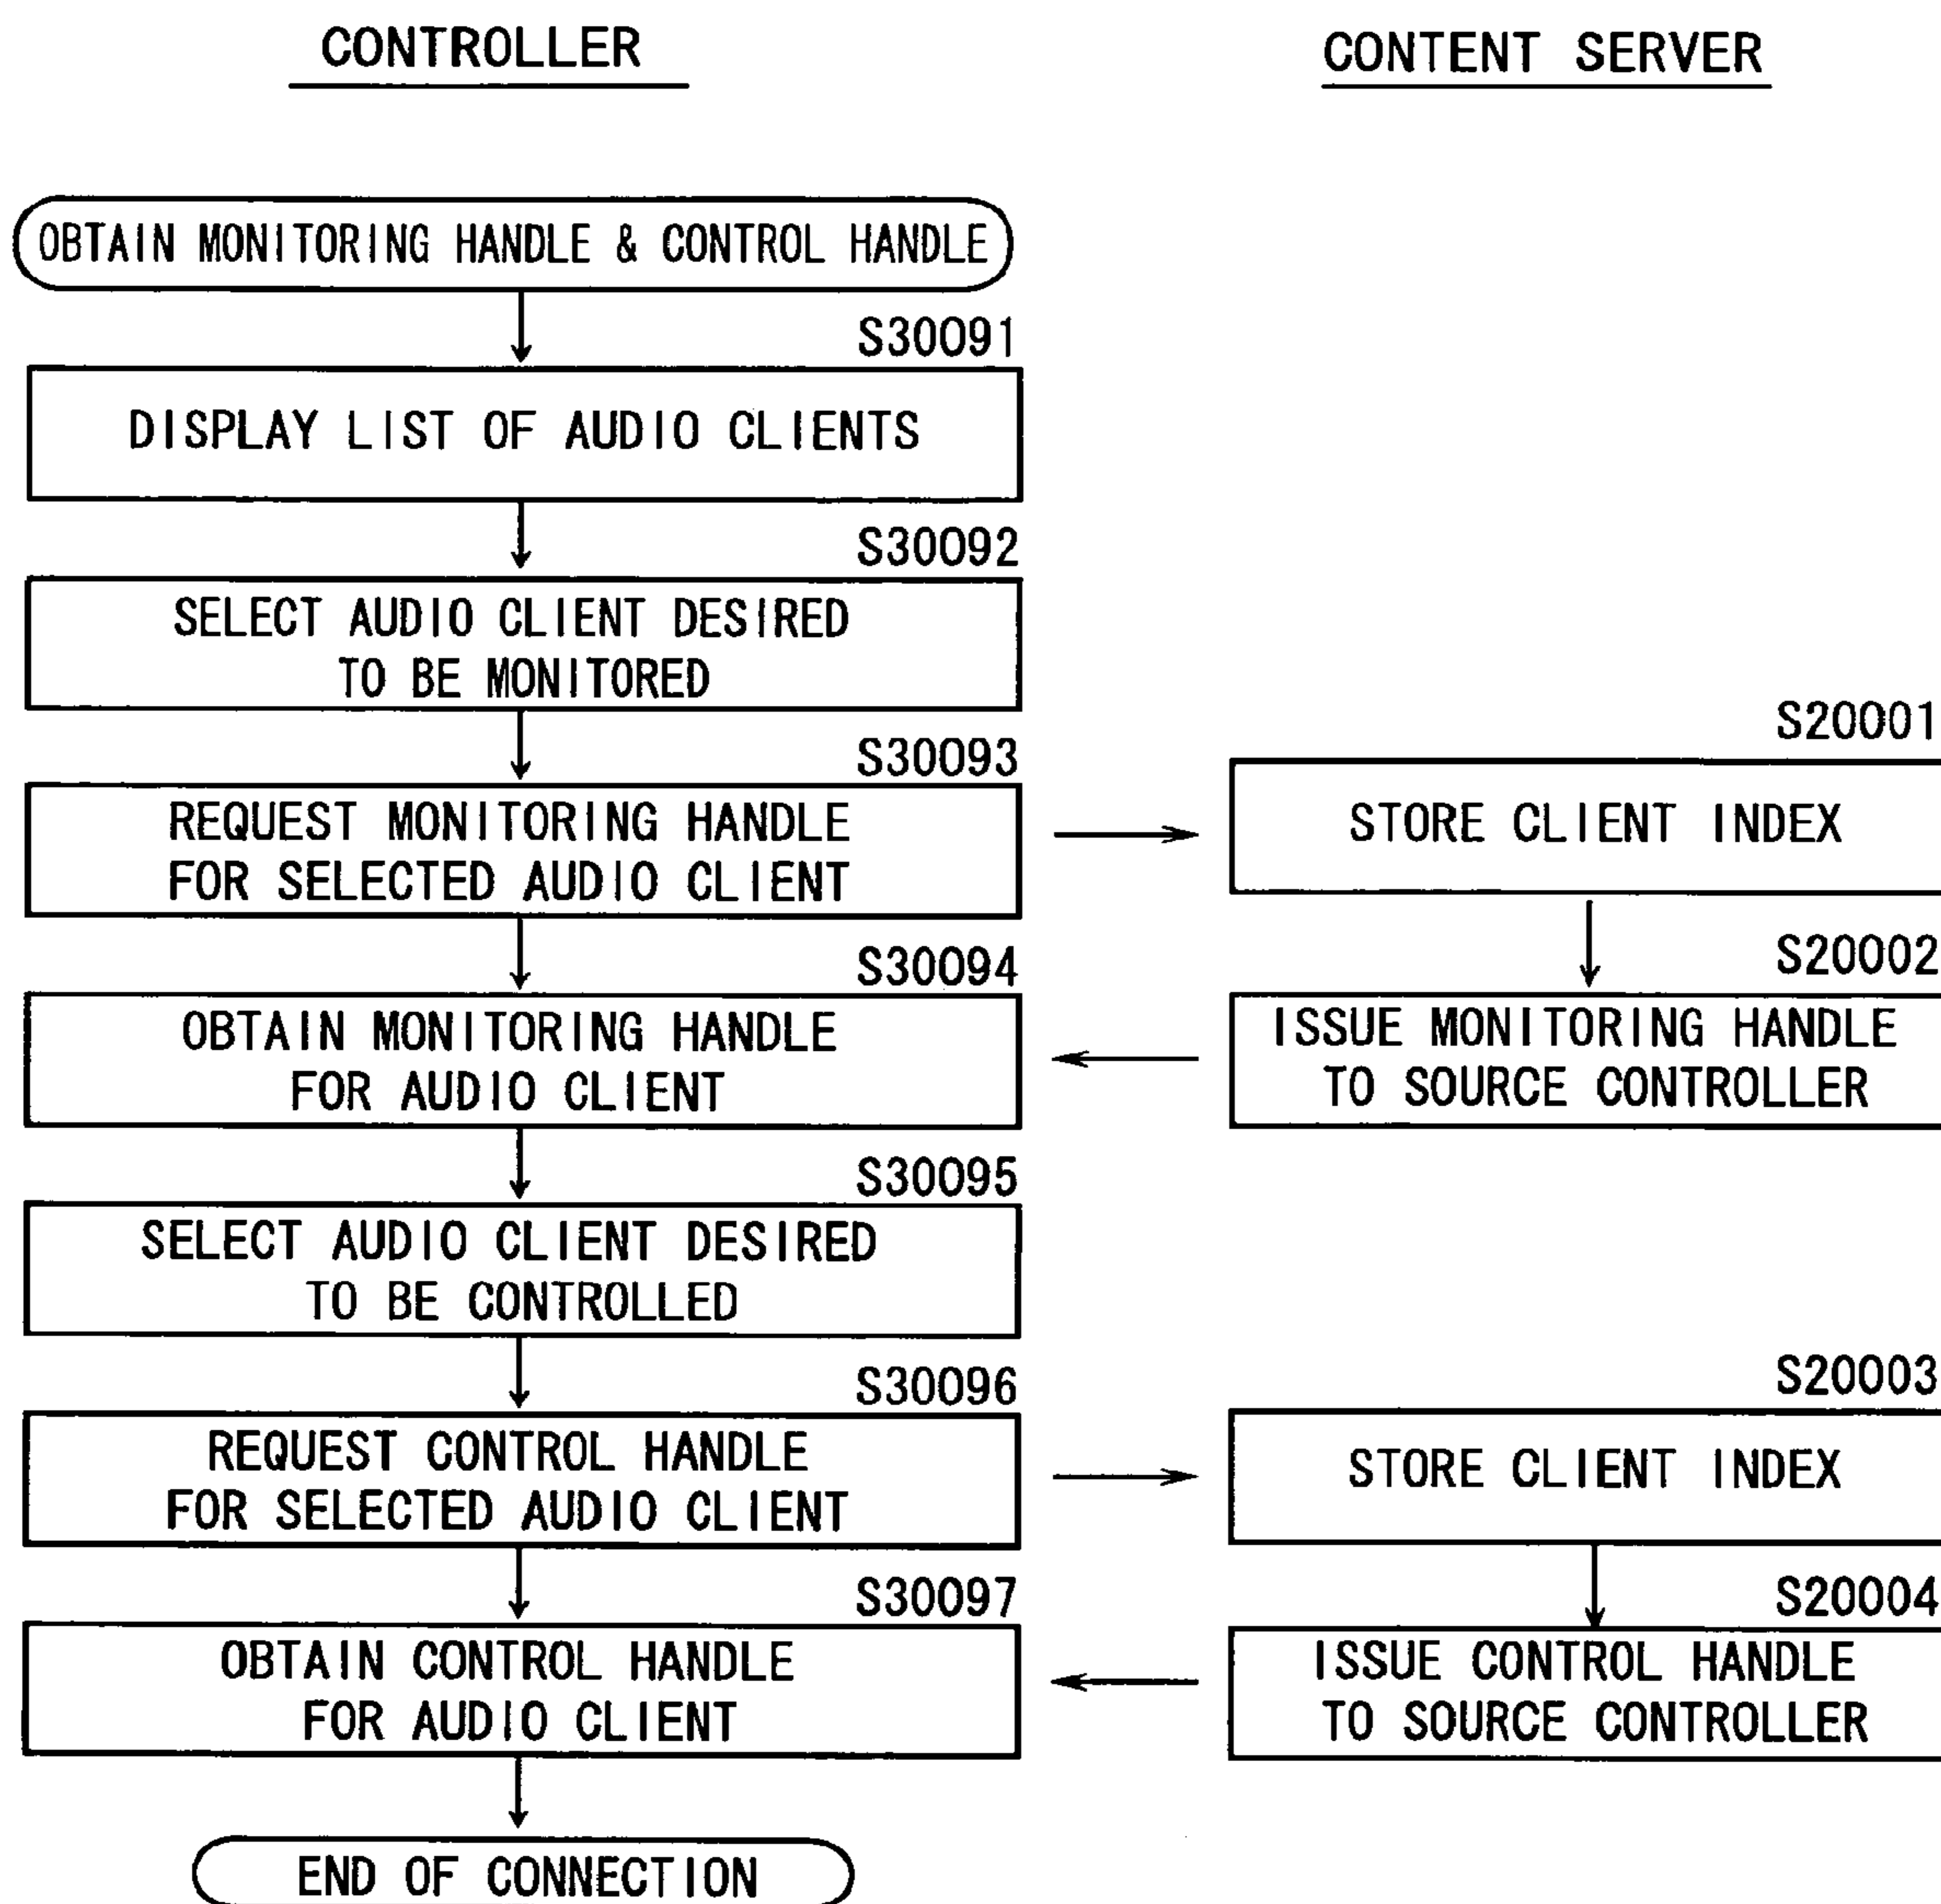 CONTROLLER
CONTENT SERVER
OBTAIN MONITORING HANDLE & CONTROL HANDLE
S30091
DISPLAY LIST OF AUDIO CLIENTS
S30092
SELECT AUDIO CLIENT DESIRED
TO BE MONITORED
S30093
REQUEST MONITORING HANDLE
FOR SELECTED AUDIO CLIENT
S20001
STORE CLIENT INDEX
S30094
OBTAIN MONITORING HANDLE
FOR AUDIO CLIENT
S20002
ISSUE MONITORING HANDLE
TO SOURCE CONTROLLER
S30095
SELECT AUDIO CLIENT DESIRED
TO BE CONTROLLED
S30096
REQUEST CONTROL HANDLE
FOR SELECTED AUDIO CLIENT
S20003
STORE CLIENT INDEX
S30097
OBTAIN CONTROL HANDLE
FOR AUDIO CLIENT
S20004
ISSUE CONTROL HANDLE
TO SOURCE CONTROLLER
END OF CONNECTION